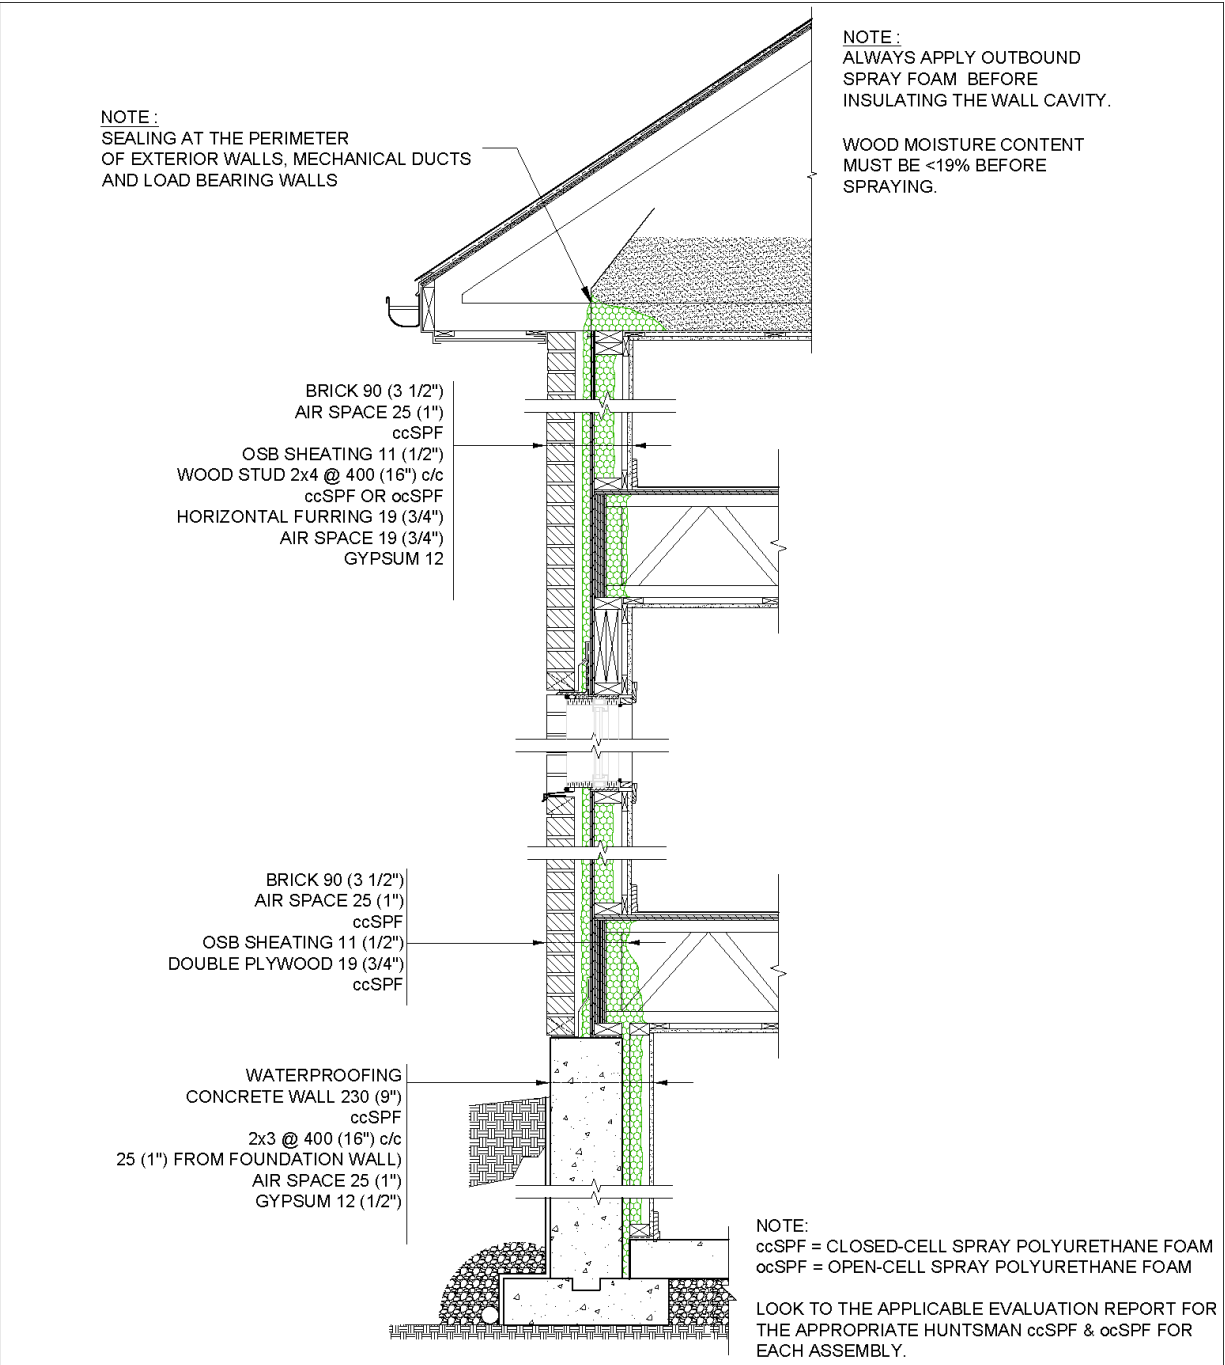 NOTE :
ALWAYS APPLY OUTBOUND
SPRAY FOAM BEFORE
INSULATING THE WALL CAVITY.
WOOD MOISTURE CONTENT
MUST BE <19% BEFORE
SPRAYING.
NOTE :
SEALING AT THE PERIMETER
OF EXTERIOR WALLS, MECHANICAL DUCTS
AND LOAD BEARING WALLS
BRICK 90 (3 1/2")
AIR SPACE 25 (1")
ccSPF
OSB SHEATING 11 (1/2")
WOOD STUD 2x4 @ 400 (16") c/c
ccSPF OR ocSPF
HORIZONTAL FURRING 19 (3/4")
AIR SPACE 19 (3/4")
GYPSUM 12
BRICK 90 (3 1/2")
AIR SPACE 25 (1")
ccSPF
OSB SHEATING 11 (1/2")
DOUBLE PLYWOOD 19 (3/4")
ccSPF
WATERPROOFING
CONCRETE WALL 230 (9")
ccSPF
2x3 @ 400 (16") c/c
25 (1") FROM FOUNDATION WALL)
AIR SPACE 25 (1")
GYPSUM 12 (1/2")
NOTE:
ccSPF = CLOSED-CELL SPRAY POLYURETHANE FOAM
ocSPF = OPEN-CELL SPRAY POLYURETHANE FOAM
LOOK TO THE APPLICABLE EVALUATION REPORT FOR
THE APPROPRIATE HUNTSMAN ccSPF & ocSPF FOR
EACH ASSEMBLY.